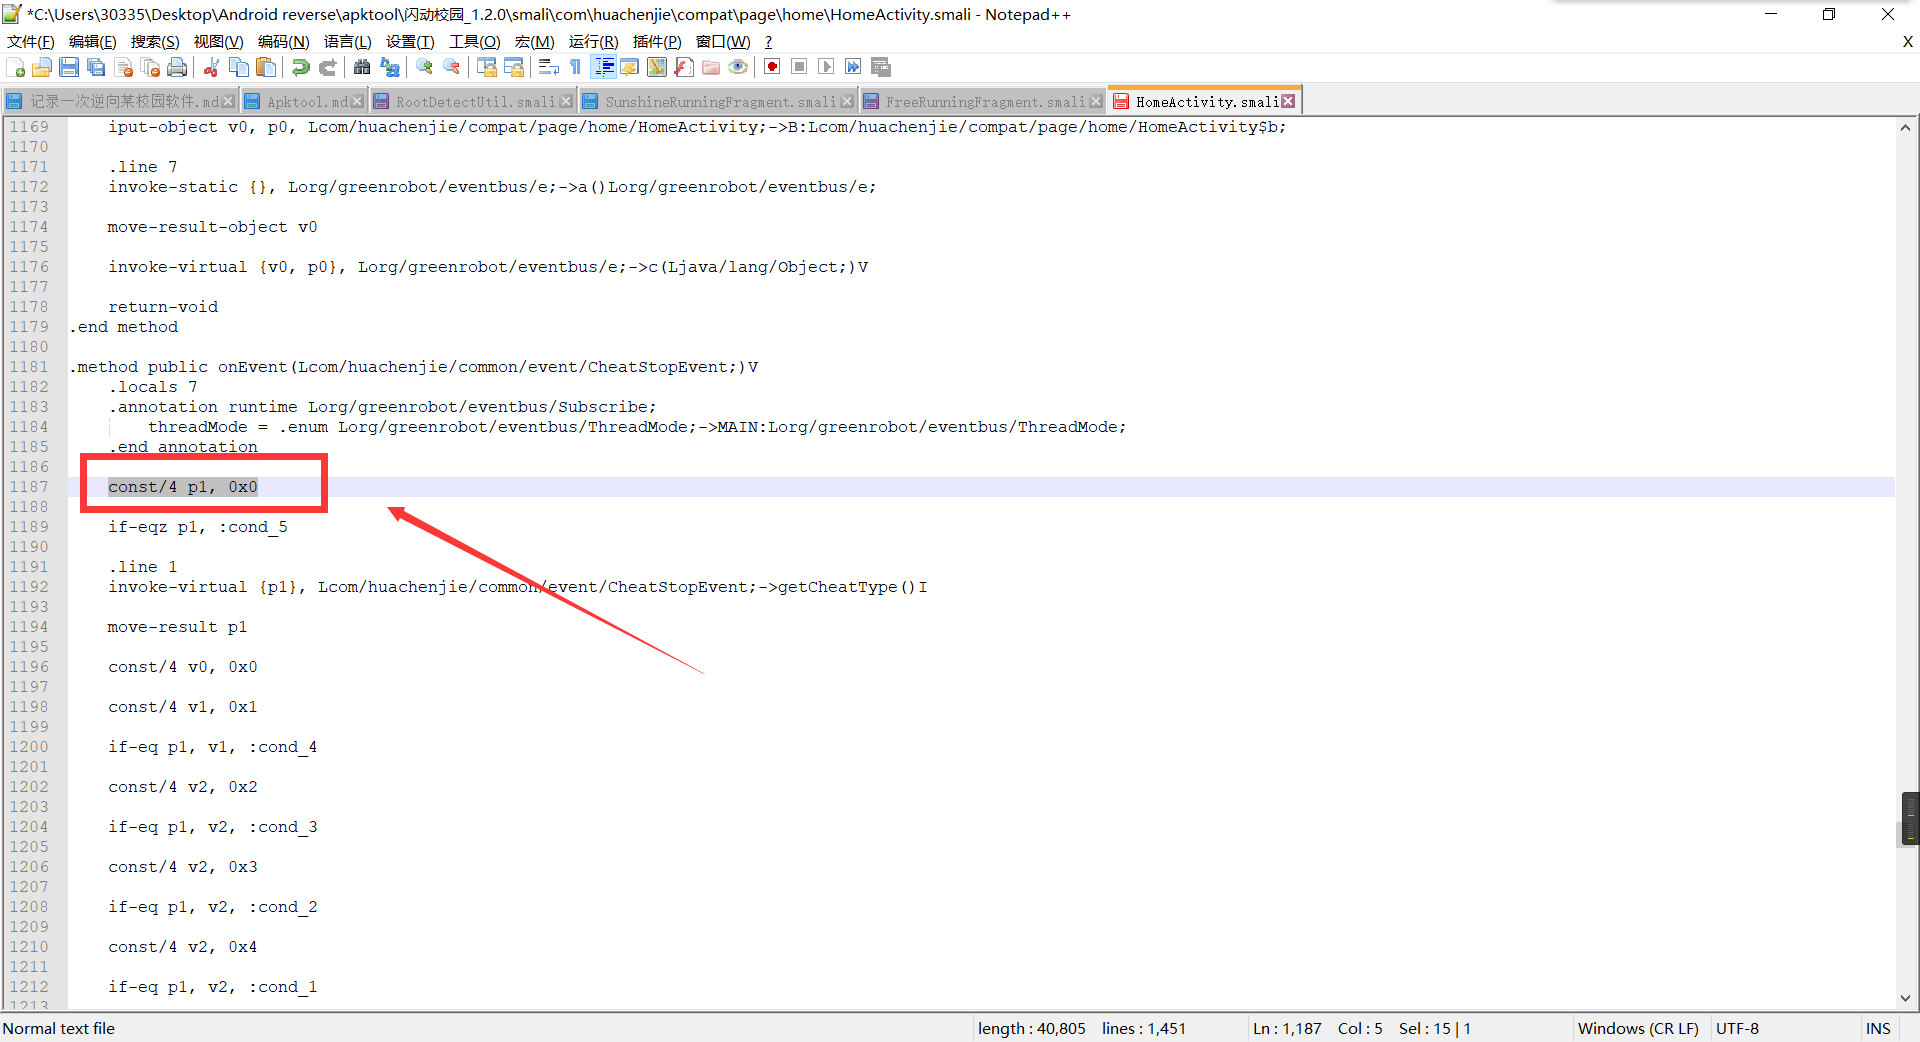 *C:\Users\30335\Desktop\Android reverse\apktool\闪动校园_1.2.0\smali\com\huachenjie\compat\page\home\HomeActivity.smali - Notepad++
文件(F) 编辑(E) 搜索(S) 视图(V) 编码(N) 语言(L) 设置(T) 工具(O) 宏(M) 运行(R) 插件(P) 窗口(W) ? X
记录一次逆向某校园软件.md Apktool.md RootDetectUtil.smali SunshineRunningFragment.smali FreeRunningFragment.smali HomeActivity.smali
1169 iput-object v0, p0, Lcom/huachenjie/compat/page/home/HomeActivity;->B:Lcom/huachenjie/compat/page/home/HomeActivity$b;
1170
1171 .line 7
1172 invoke-static {}, Lorg/greenrobot/eventbus/e;->a()Lorg/greenrobot/eventbus/e;
1173
1174 move-result-object v0
1175
1176 invoke-virtual {v0, p0}, Lorg/greenrobot/eventbus/e;->c(Ljava/lang/Object;)V
1177
1178 return-void
1179 .end method
1180
1181 .method public onEvent(Lcom/huachenjie/common/event/CheatStopEvent;)V
1182 .locals 7
1183 .annotation runtime Lorg/greenrobot/eventbus/Subscribe;
1184 threadMode = .enum Lorg/greenrobot/eventbus/ThreadMode;->MAIN:Lorg/greenrobot/eventbus/ThreadMode;
1185 .end annotation
1186
1187 const/4 p1, 0x0
1188
1189 if-eqz p1, :cond_5
1190
1191 .line 1
1192 invoke-virtual {p1}, Lcom/huachenjie/common/event/CheatStopEvent;->getCheatType()I
1193
1194 move-result p1
1195
1196 const/4 v0, 0x0
1197
1198 const/4 v1, 0x1
1199
1200 if-eq p1, v1, :cond_4
1201
1202 const/4 v2, 0x2
1203
1204 if-eq p1, v2, :cond_3
1205
1206 const/4 v2, 0x3
1207
1208 if-eq p1, v2, :cond_2
1209
1210 const/4 v2, 0x4
1211
1212 if-eq p1, v2, :cond_1
1213
Normal text file length : 40,805 lines : 1,451 Ln : 1,187 Col : 5 Sel : 15 | 1 Windows (CR LF) UTF-8 INS